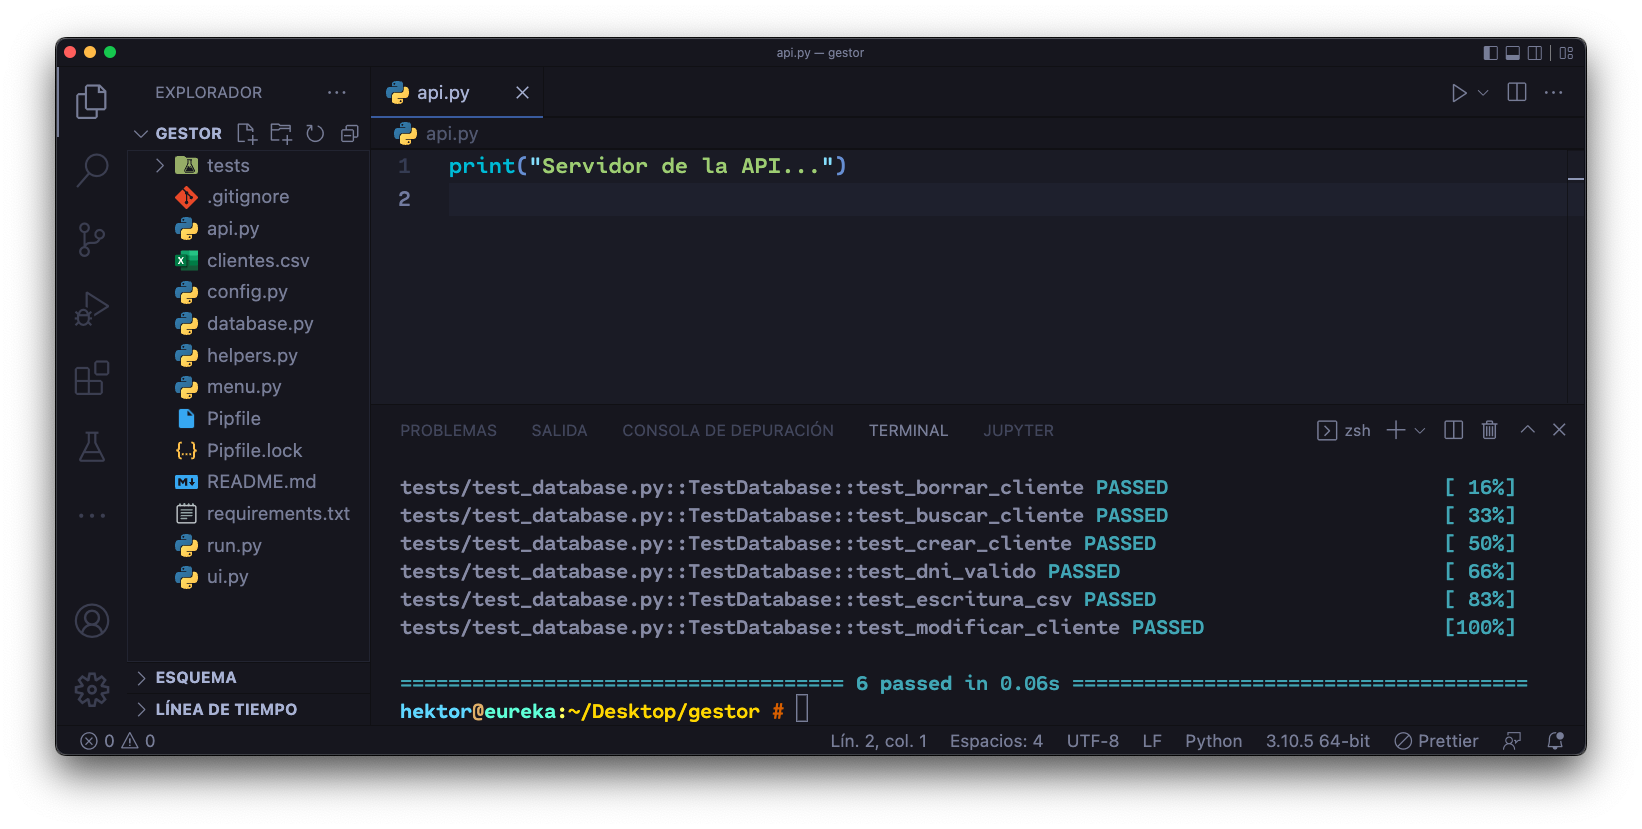 api.py — gestor
EXPLORADOR
GESTOR
tests
.gitignore
api.py
clientes.csv
config.py
database.py
helpers.py
menu.py
Pipfile
Pipfile.lock
README.md
requirements.txt
run.py
ui.py
ESQUEMA
LÍNEA DE TIEMPO
api.py
api.py
1 print("Servidor de la API...")
2
PROBLEMAS SALIDA CONSOLA DE DEPURACIÓN TERMINAL JUPYTER zsh
tests/test_database.py::TestDatabase::test_borrar_cliente PASSED [ 16%]
tests/test_database.py::TestDatabase::test_buscar_cliente PASSED [ 33%]
tests/test_database.py::TestDatabase::test_crear_cliente PASSED [ 50%]
tests/test_database.py::TestDatabase::test_dni_valido PASSED [ 66%]
tests/test_database.py::TestDatabase::test_escritura_csv PASSED [ 83%]
tests/test_database.py::TestDatabase::test_modificar_cliente PASSED [100%]
===================================== 6 passed in 0.06s ======================================
hektor@eureka:~/Desktop/gestor #
0 0 Lín. 2, col. 1 Espacios: 4 UTF-8 LF Python 3.10.5 64-bit Prettier